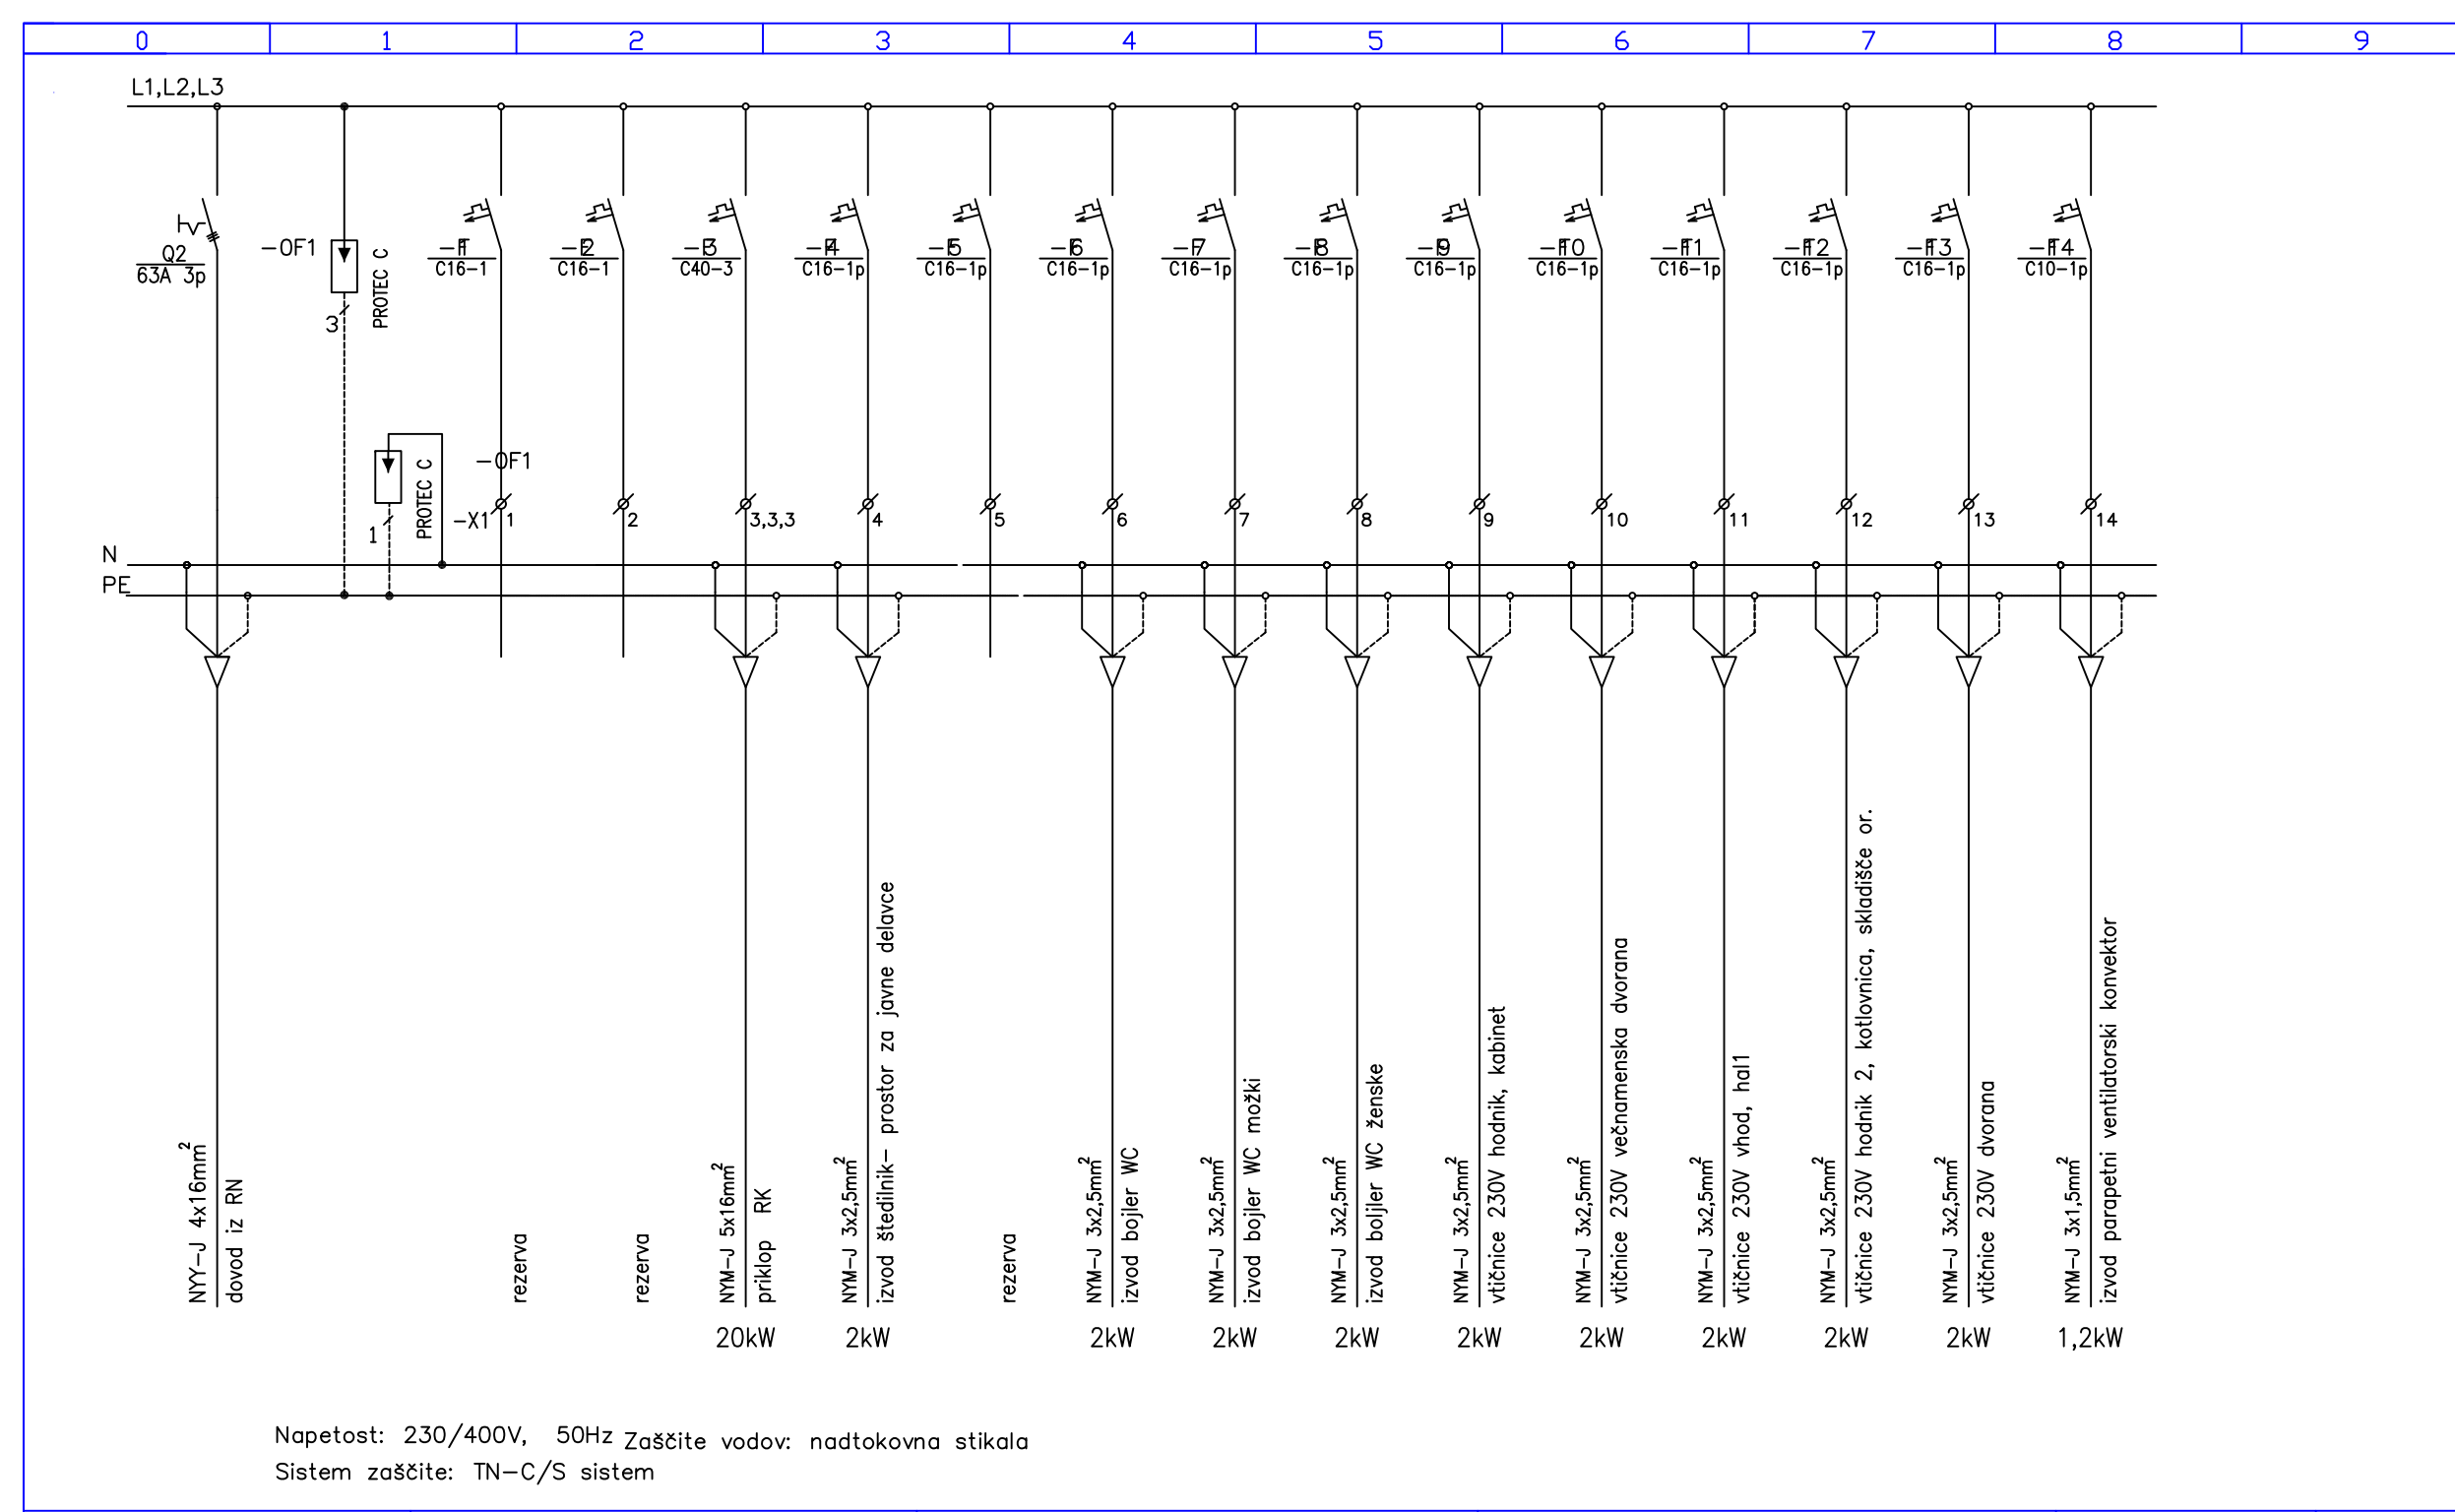 0 1 2 3 4 5 6 7 8 9
L1,L2,L3
Q2
63A 3p
-0F1
PROTEC C
3
-F1
C16-1
-F2
C16-1
-F3
C40-3
-F4
C16-1p
-F5
C16-1p
-F6
C16-1p
-F7
C16-1p
-F8
C16-1p
-F9
C16-1p
-F10
C16-1p
-F11
C16-1p
-F12
C16-1p
-F13
C16-1p
-F14
C10-1p
PROTEC C
1
-0F1
-X1 1 2 3,3,3 4 5 6 7 8 9 10 11 12 13 14
N
PE
NYY-J 4x16mm²
dovod iz RN
rezerva
rezerva
NYM-J 5x16mm²
priklop RK
NYM-J 3x2,5mm²
izvod štedilnik- prostor za javne delavce
rezerva
NYM-J 3x2,5mm²
izvod bojler WC
NYM-J 3x2,5mm²
izvod bojler WC možki
NYM-J 3x2,5mm²
izvod boljler WC ženske
NYM-J 3x2,5mm²
vtičnice 230V hodnik, kabinet
NYM-J 3x2,5mm²
vtičnice 230V večnamenska dvorana
NYM-J 3x2,5mm²
vtičnice 230V vhod, hal1
NYM-J 3x2,5mm²
vtičnice 230V hodnik 2, kotlovnica, skladišče or.
NYM-J 3x2,5mm²
vtičnice 230V dvorana
NYM-J 3x1,5mm²
izvod parapetni ventilatorski konvektor
20kW 2kW 2kW 2kW 2kW 2kW 2kW 2kW 2kW 2kW 1,2kW
Napetost: 230/400V, 50Hz Zaščite vodov: nadtokovna stikala
Sistem zaščite: TN-C/S sistem